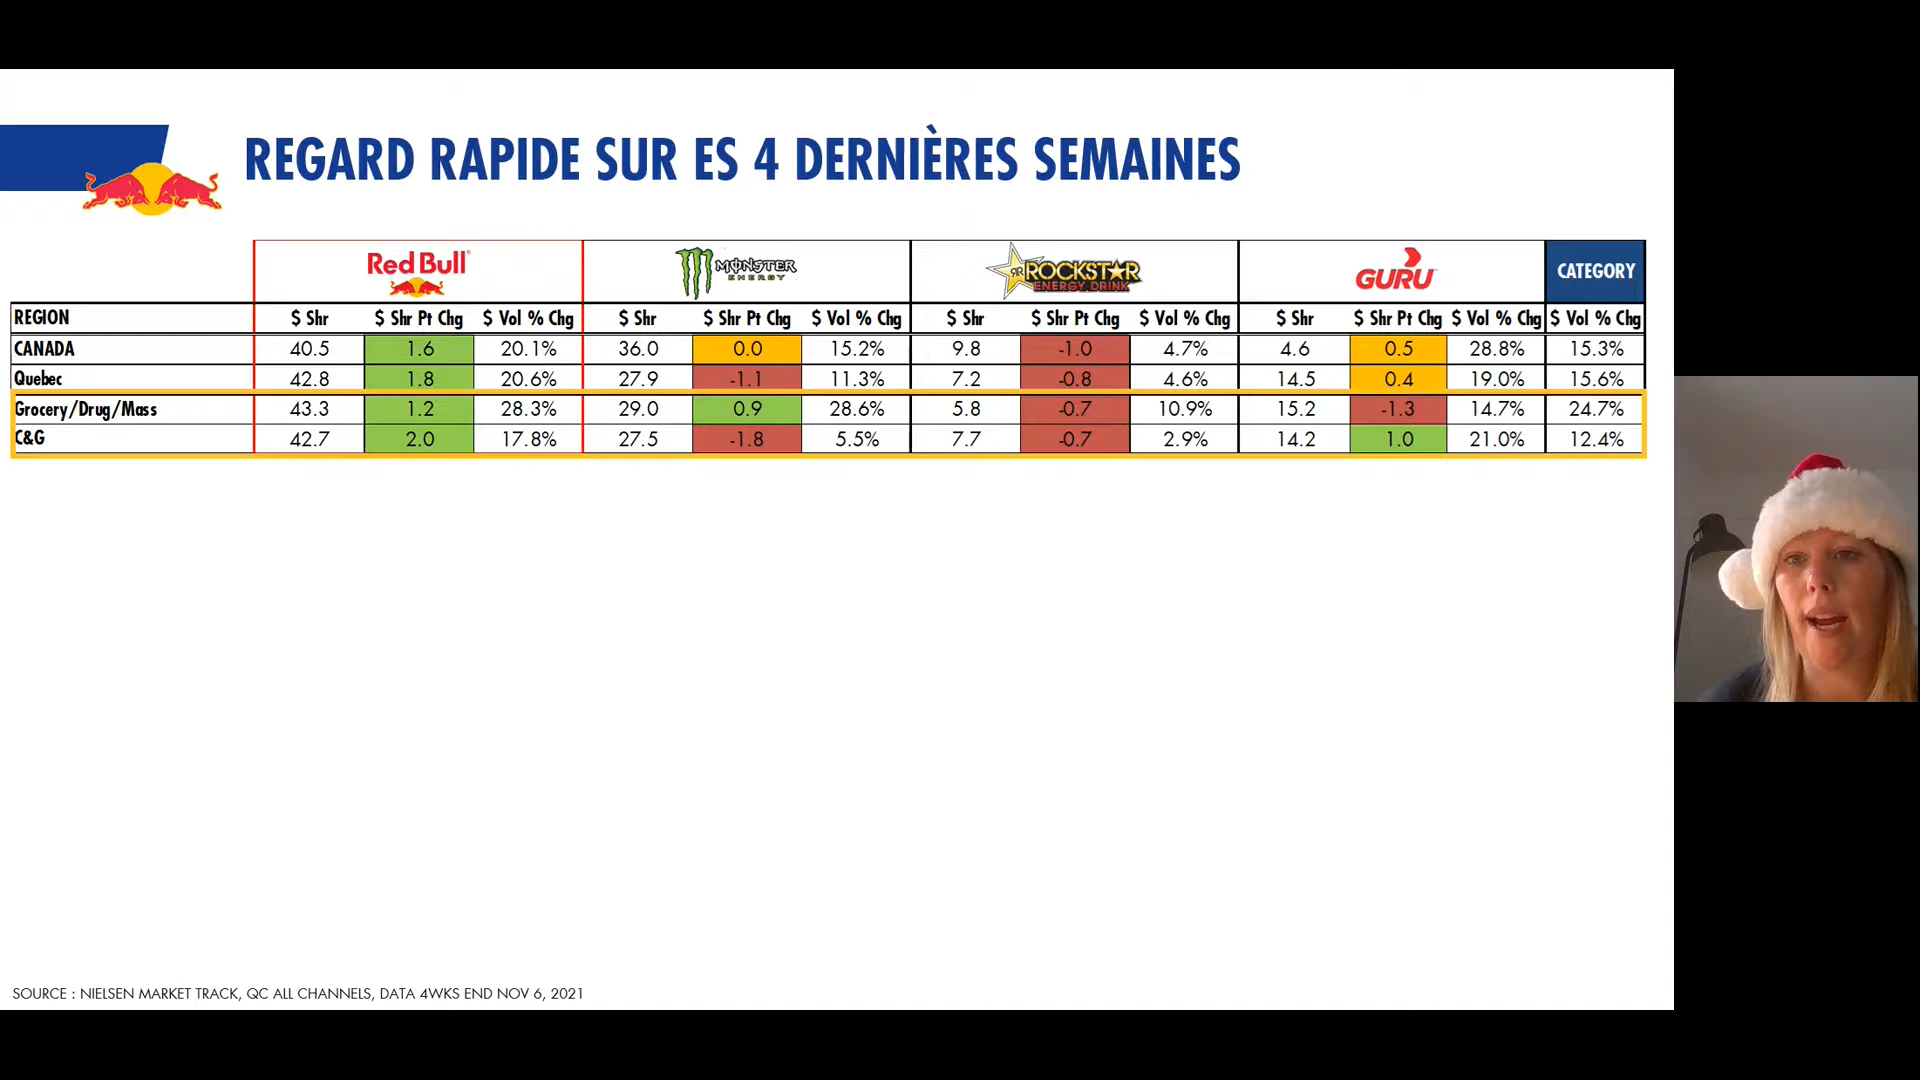 REGARD RAPIDE SUR ES 4 DERNIÈRES SEMAINES
Red Bull MONSTER ENERGY ROCKSTAR ENERGY DRINK GURU CATEGORY
REGION $ Shr $ Shr Pt Chg $ Vol % Chg $ Shr $ Shr Pt Chg $ Vol % Chg $ Shr $ Shr Pt Chg $ Vol % Chg $ Shr $ Shr Pt Chg $ Vol % Chg $ Vol % Chg
CANADA 40.5 1.6 20.1% 36.0 0.0 15.2% 9.8 -1.0 4.7% 4.6 0.5 28.8% 15.3%
Quebec 42.8 1.8 20.6% 27.9 -1.1 11.3% 7.2 -0.8 4.6% 14.5 0.4 19.0% 15.6%
Grocery/Drug/Mass 43.3 1.2 28.3% 29.0 0.9 28.6% 5.8 -0.7 10.9% 15.2 -1.3 14.7% 24.7%
C&G 42.7 2.0 17.8% 27.5 -1.8 5.5% 7.7 -0.7 2.9% 14.2 1.0 21.0% 12.4%
SOURCE : NIELSEN MARKET TRACK, QC ALL CHANNELS, DATA 4WKS END NOV 6, 2021